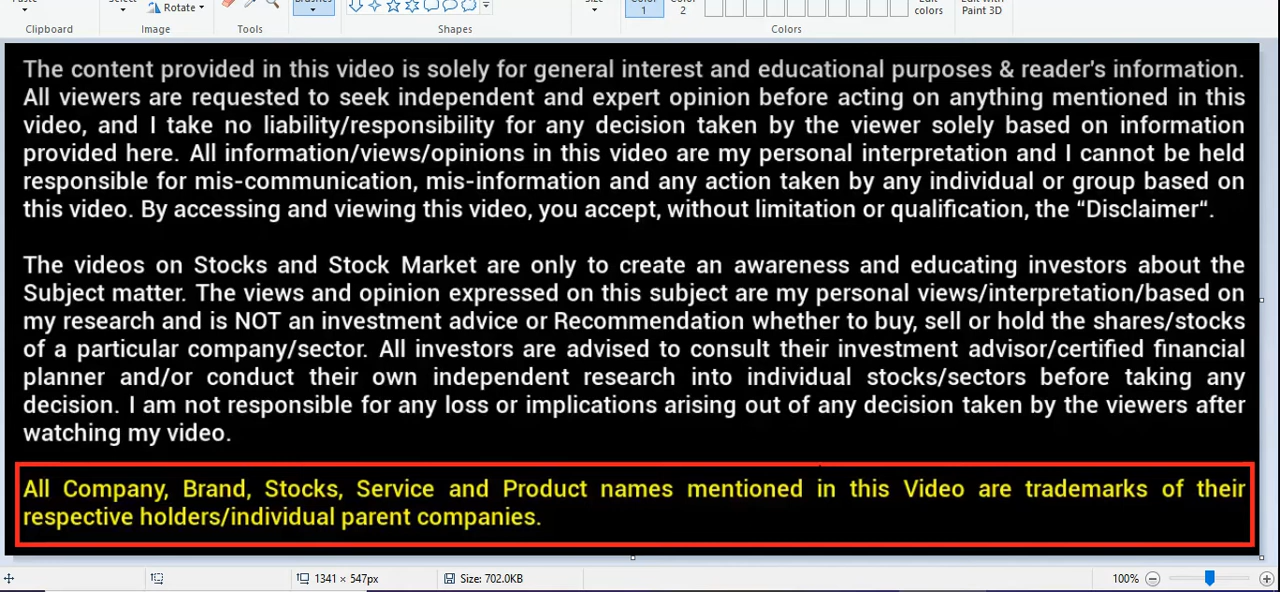 Rotate
Edit
colors
Edit with
Paint 3D
Clipboard
Image
Tools
Shapes
1
2
Colors
The content provided in this video is solely for general interest and educational purposes & reader's information.
All viewers are requested to seek independent and expert opinion before acting on anything mentioned in this
video, and I take no liability/responsibility for any decision taken by the viewer solely based on information
provided here. All information/views/opinions in this video are my personal interpretation and I cannot be held
responsible for mis-communication, mis-information and any action taken by any individual or group based on
this video. By accessing and viewing this video, you accept, without limitation or qualification, the “Disclaimer“.
The videos on Stocks and Stock Market are only to create an awareness and educating investors about the
Subject matter. The views and opinion expressed on this subject are my personal views/interpretation/based on
my research and is NOT an investment advice or Recommendation whether to buy, sell or hold the shares/stocks
of a particular company/sector. All investors are advised to consult their investment advisor/certified financial
planner and/or conduct their own independent research into individual stocks/sectors before taking any
decision. I am not responsible for any loss or implications arising out of any decision taken by the viewers after
watching my video.
All Company, Brand, Stocks, Service and Product names mentioned in this Video are trademarks of their
respective holders/individual parent companies.
1341 × 547px
Size: 702.0KB
100%